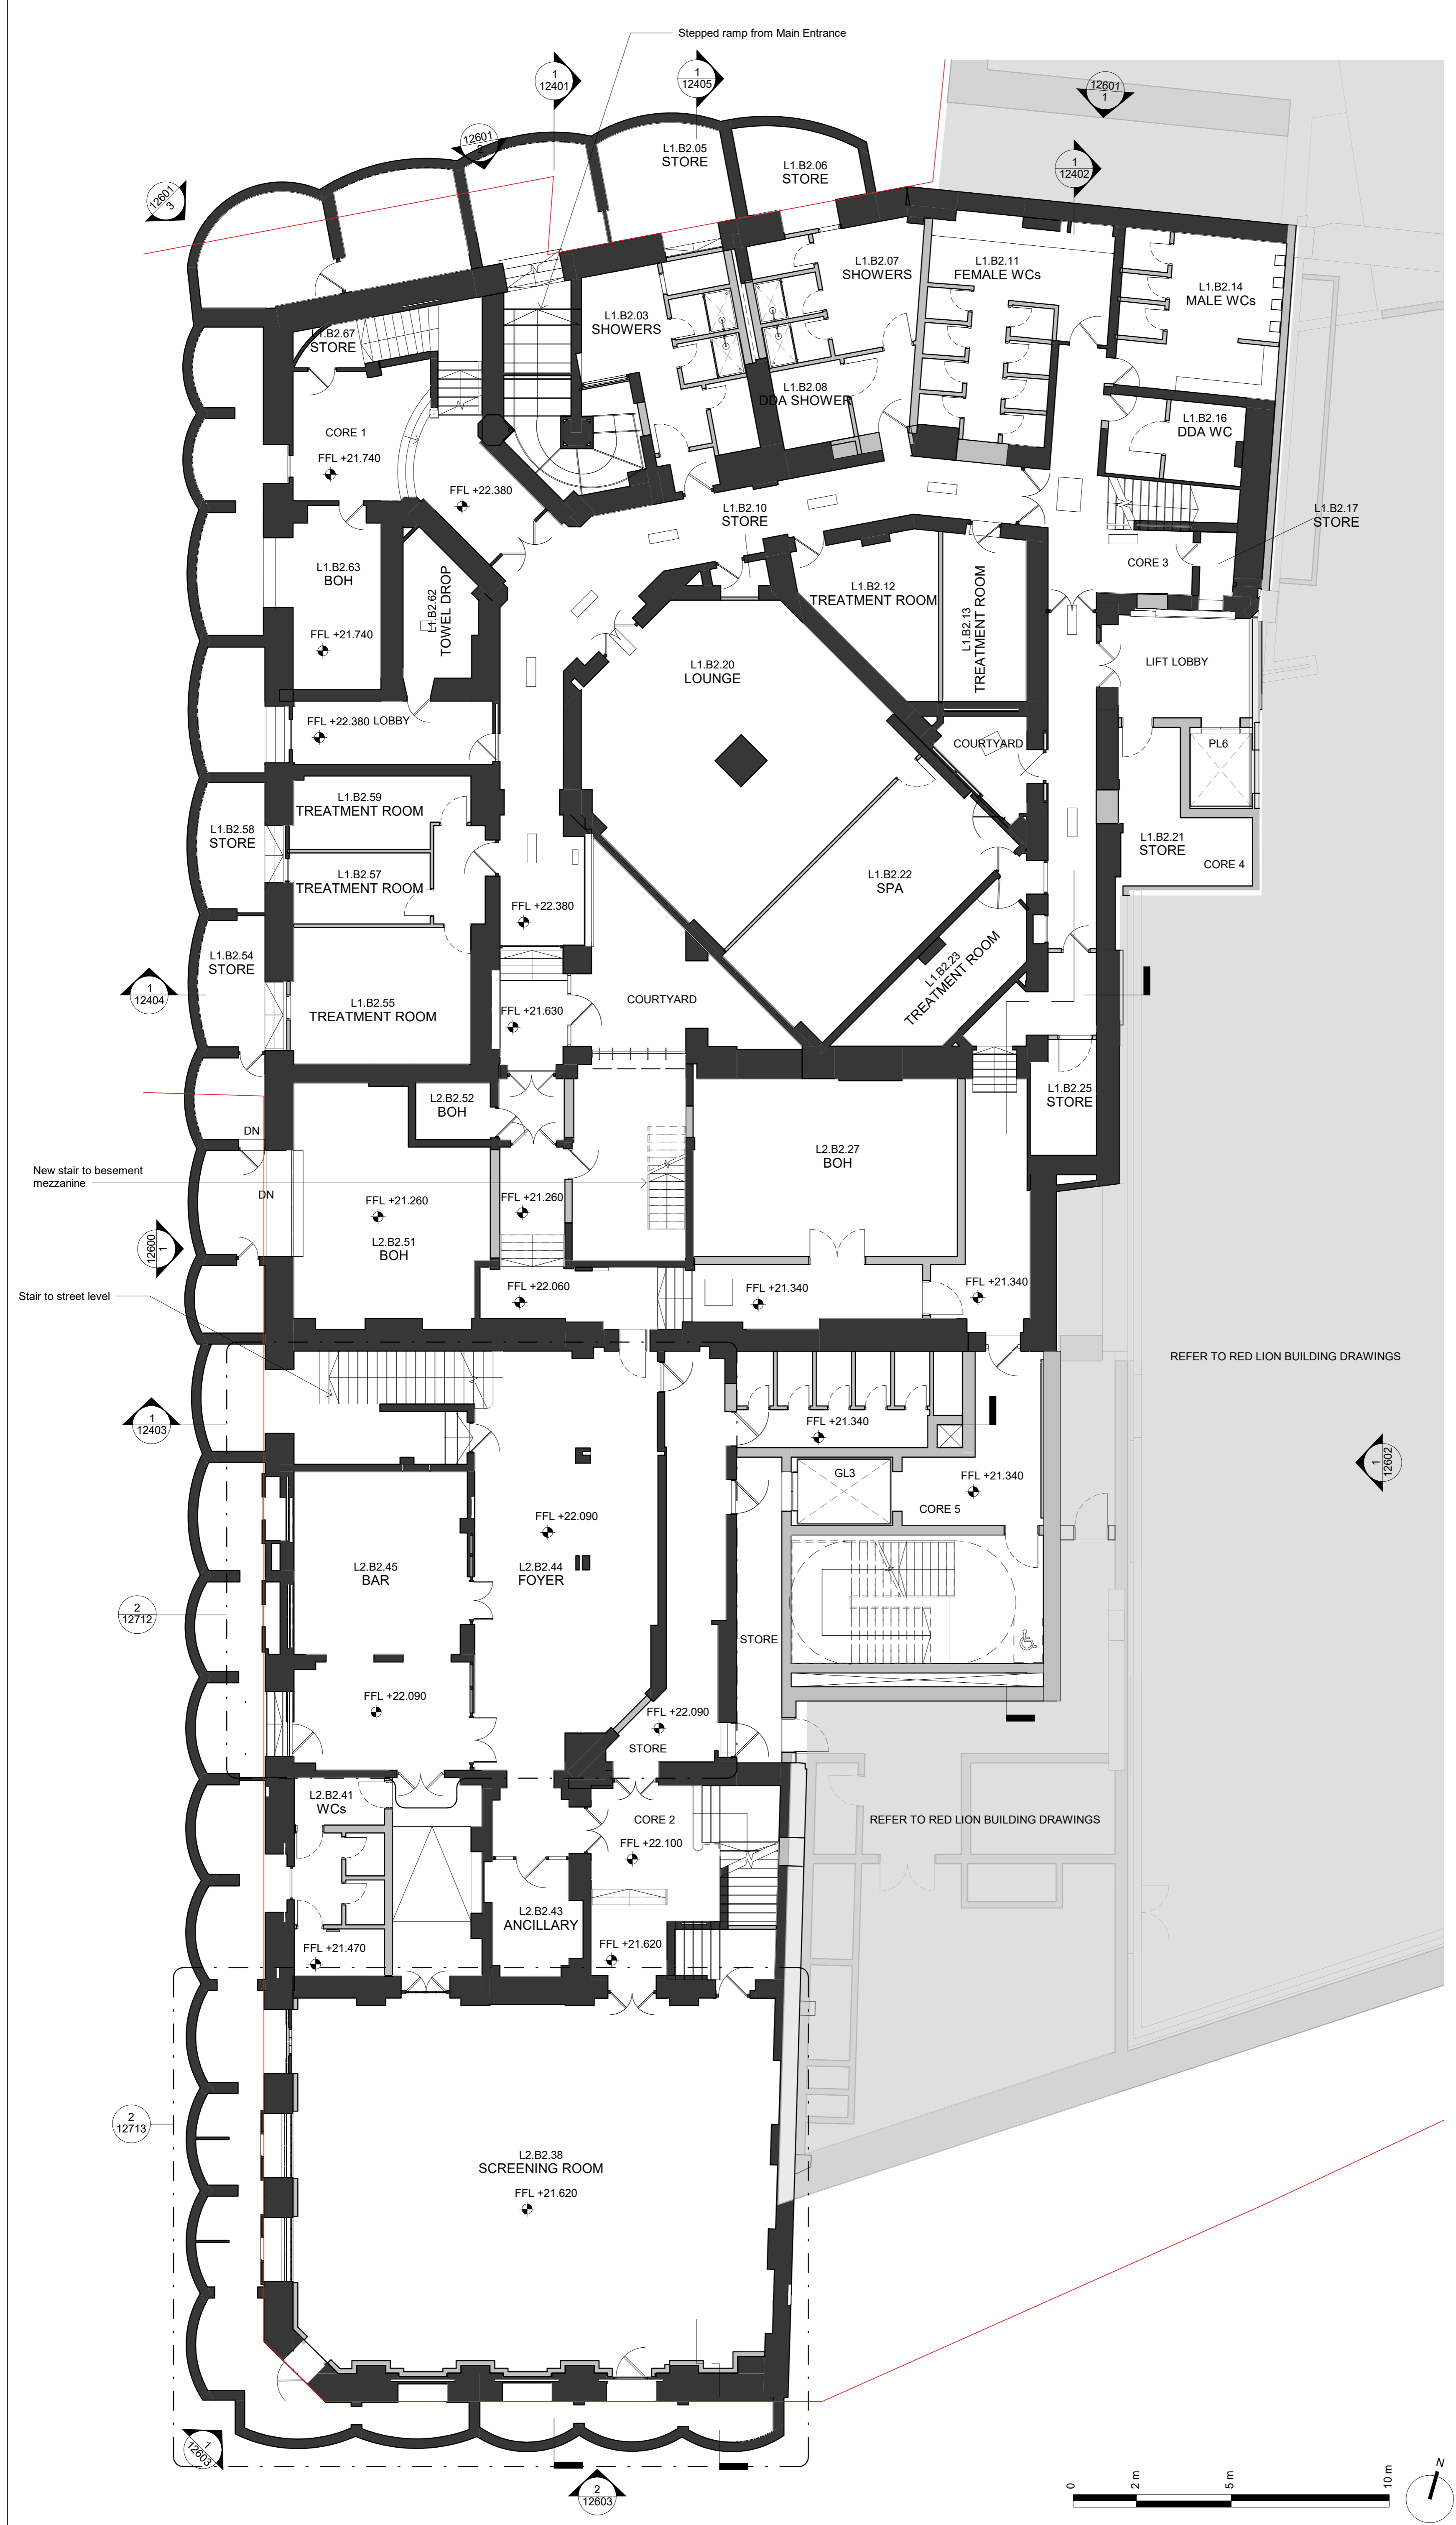 Stepped ramp from Main Entrance
1
12401
1
12405
12601
1
12601
2
1
12402
12601
3
L1.B2.05
STORE
L1.B2.06
STORE
L1.B2.07
SHOWERS
L1.B2.11
FEMALE WCs
L1.B2.14
MALE WCs
L1.B2.03
SHOWERS
L1.B2.67
STORE
L1.B2.08
DDA SHOWER
L1.B2.16
DDA WC
CORE 1
FFL +21.740
FFL +22.380
L1.B2.10
STORE
L1.B2.17
STORE
CORE 3
L1.B2.63
BOH
L1.B2.62
TOWEL DROP
L1.B2.12
TREATMENT ROOM
L1.B2.13
TREATMENT ROOM
FFL +21.740
L1.B2.20
LOUNGE
LIFT LOBBY
FFL +22.380 LOBBY
COURTYARD
PL6
L1.B2.59
TREATMENT ROOM
L1.B2.58
STORE
L1.B2.57
TREATMENT ROOM
L1.B2.21
STORE
CORE 4
L1.B2.22
SPA
FFL +22.380
L1.B2.54
STORE
L1.B2.23
TREATMENT ROOM
1
12404
L1.B2.55
TREATMENT ROOM
COURTYARD
FFL +21.630
L2.B2.52
BOH
L1.B2.25
STORE
DN
L2.B2.27
BOH
New stair to besement
mezzanine
DN
FFL +21.260
FFL +21.260
L2.B2.51
BOH
1
12600
FFL +22.060
FFL +21.340
FFL +21.340
Stair to street level
REFER TO RED LION BUILDING DRAWINGS
1
12403
FFL +21.340
1
12602
GL3
FFL +21.340
CORE 5
FFL +22.090
L2.B2.45
BAR
L2.B2.44
FOYER
2
12712
STORE
FFL +22.090
FFL +22.090
STORE
L2.B2.41
WCs
CORE 2
REFER TO RED LION BUILDING DRAWINGS
FFL +22.100
L2.B2.43
ANCILLARY
FFL +21.470
FFL +21.620
2
12713
L2.B2.38
SCREENING ROOM
FFL +21.620
1
12603
2
12603
0
2 m
5 m
10 m
N